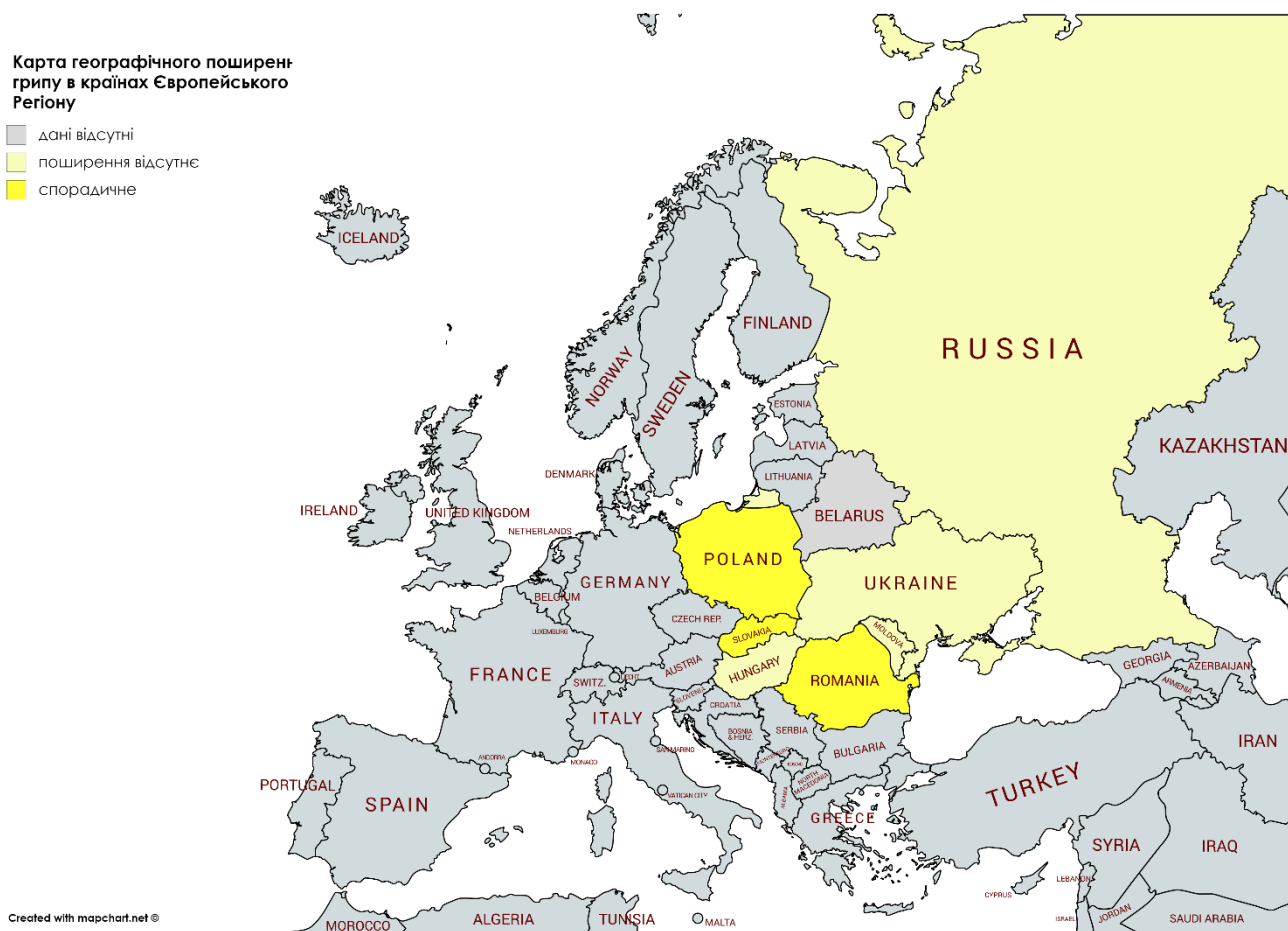 Карта географічного поширенн
грипу в країнах Європейського
Регіону
дані відсутні
поширення відсутнє
спорадичне
ICELAND
NORWAY
SWEDEN
FINLAND
RUSSIA
ESTONIA
LATVIA
LITHUANIA
KAZAKHSTAN
DENMARK
IRELAND
UNITED KINGDOM
NETHERLANDS
BELARUS
POLAND
GERMANY
UKRAINE
BELGIUM
LUXEMBURG
CZECH REP.
SLOVAKIA
MOLDOVA
FRANCE
SWITZ.
LIECHT.
AUSTRIA
HUNGARY
ROMANIA
GEORGIA
AZERBAIJAN
ARMENIA
SLOVENIA
CROATIA
ITALY
BOSNIA
& HERZ.
SERBIA
BULGARIA
SAN MARINO
MONTENEGRO
KOSOVO
NORTH
MACEDONIA
ALBANIA
ANDORRA
MONACO
VATICAN CITY
PORTUGAL
SPAIN
GREECE
TURKEY
IRAN
SYRIA
IRAQ
CYPRUS
LEBANON
ISRAEL
JORDAN
SAUDI ARABIA
MOROCCO
ALGERIA
TUNISIA
MALTA
Created with mapchart.net ©